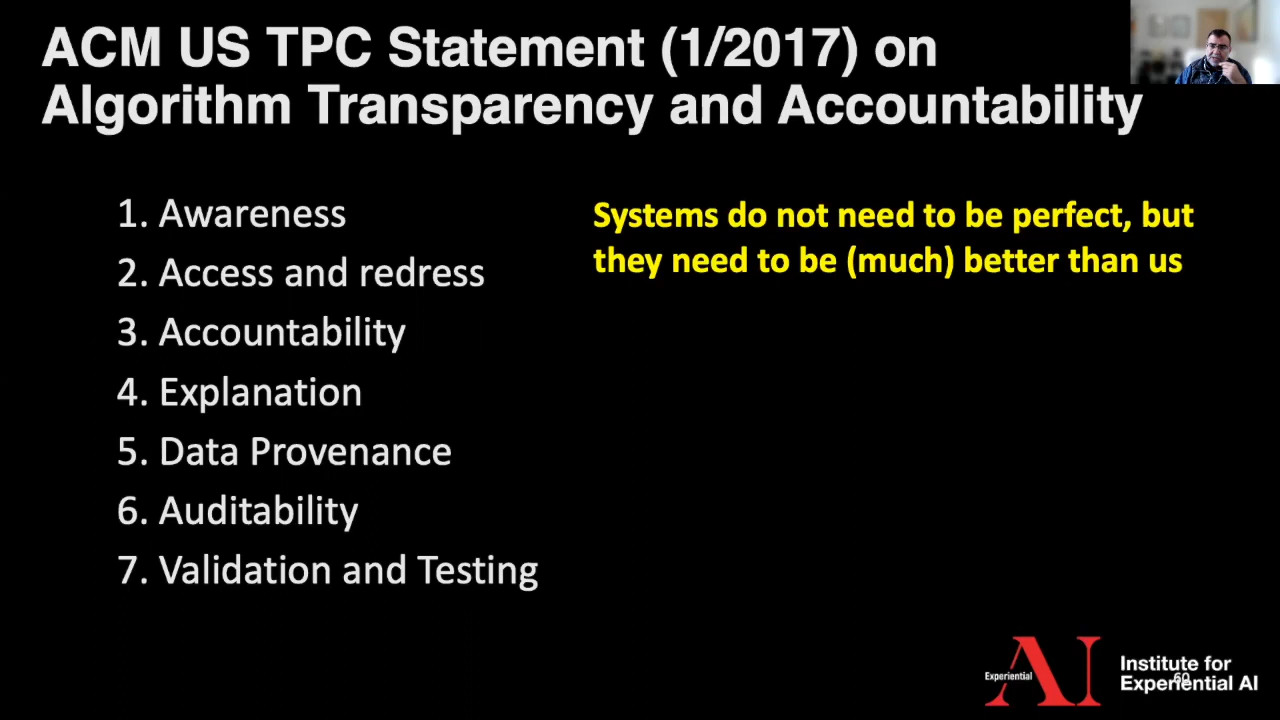 ACM US TPC Statement (1/2017) on
Algorithm Transparency and Accountability
1. Awareness
2. Access and redress
3. Accountability
4. Explanation
5. Data Provenance
6. Auditability
7. Validation and Testing
Systems do not need to be perfect, but
they need to be (much) better than us
Experiential
AI
Institute for
Experiential AI
60